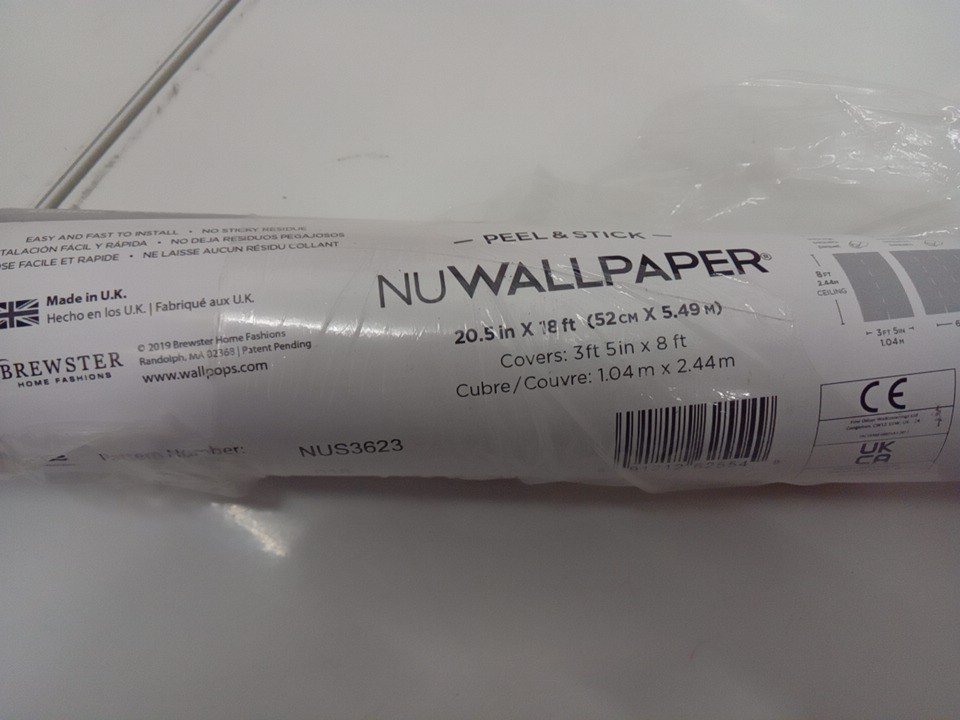 EASY AND FAST TO INSTALL • NO STICKY RESIDUE
TALACIÓN FÁCIL Y RÁPIDA • NO DEJA RESIDUOS PEGAJOSOS
SE FACILE ET RAPIDE • NE LAISSE AUCUN RÉSIDU COLLANT
Made in U.K.
Hecho en los U.K. | Fabriqué aux U.K.
BREWSTER
HOME FASHIONS
© 2019 Brewster Home Fashions
Randolph, MA 02368 | Patent Pending
www.wallpops.com
Pattern Number:
NUS3623
— PEEL & STICK —
NUWALLPAPER®
20.5 in X 18 ft (52 CM X 5.49 M)
Covers: 3ft 5in x 8 ft
Cubre/Couvre: 1.04 m x 2.44m
8 FT
2.44m
CEILING
3FT 5IN
1.04M
6
CE
UK
CA